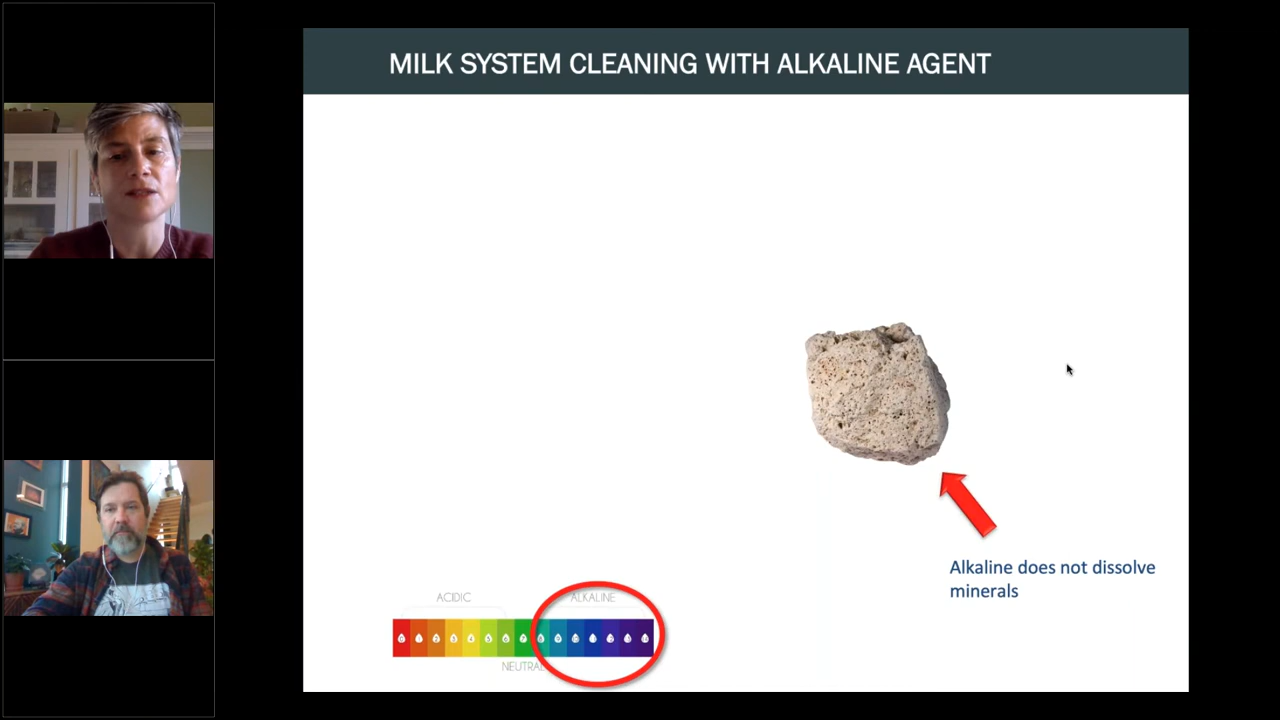 MILK SYSTEM CLEANING WITH ALKALINE AGENT
Alkaline does not dissolve
minerals
ACIDIC
ALKALINE
NEUTRAL